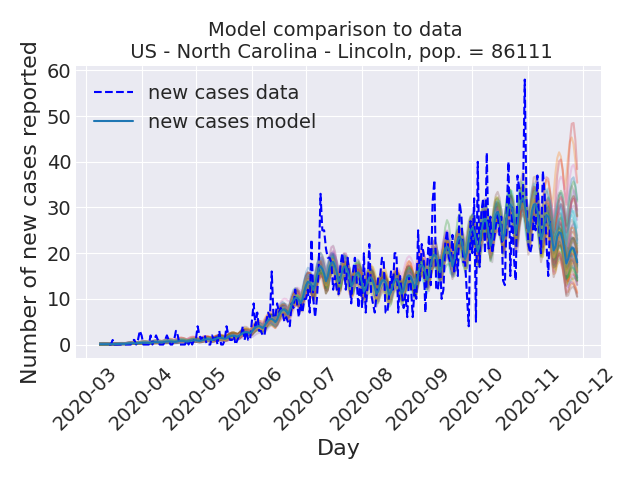 Model comparison to data
US - North Carolina - Lincoln, pop. = 86111
Number of new cases reported
60
50
40
30
20
10
0
new cases data
new cases model
2020-03
2020-04
2020-05
2020-06
2020-07
2020-08
2020-09
2020-10
2020-11
2020-12
Day